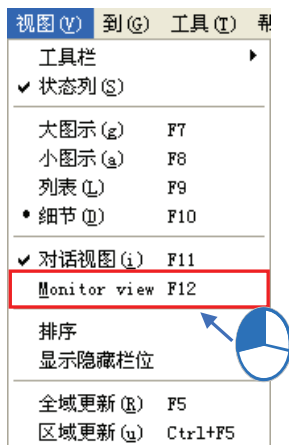 视图(V) 到(G) 工具(T)
工具栏
状态列(S)
大图示(g) F7
小图示(a) F8
列表(L) F9
细节(D) F10
对话视图(i) F11
Monitor view F12
排序
显示隐藏栏位
全域更新(R) F5
区域更新(u) Ctrl+F5